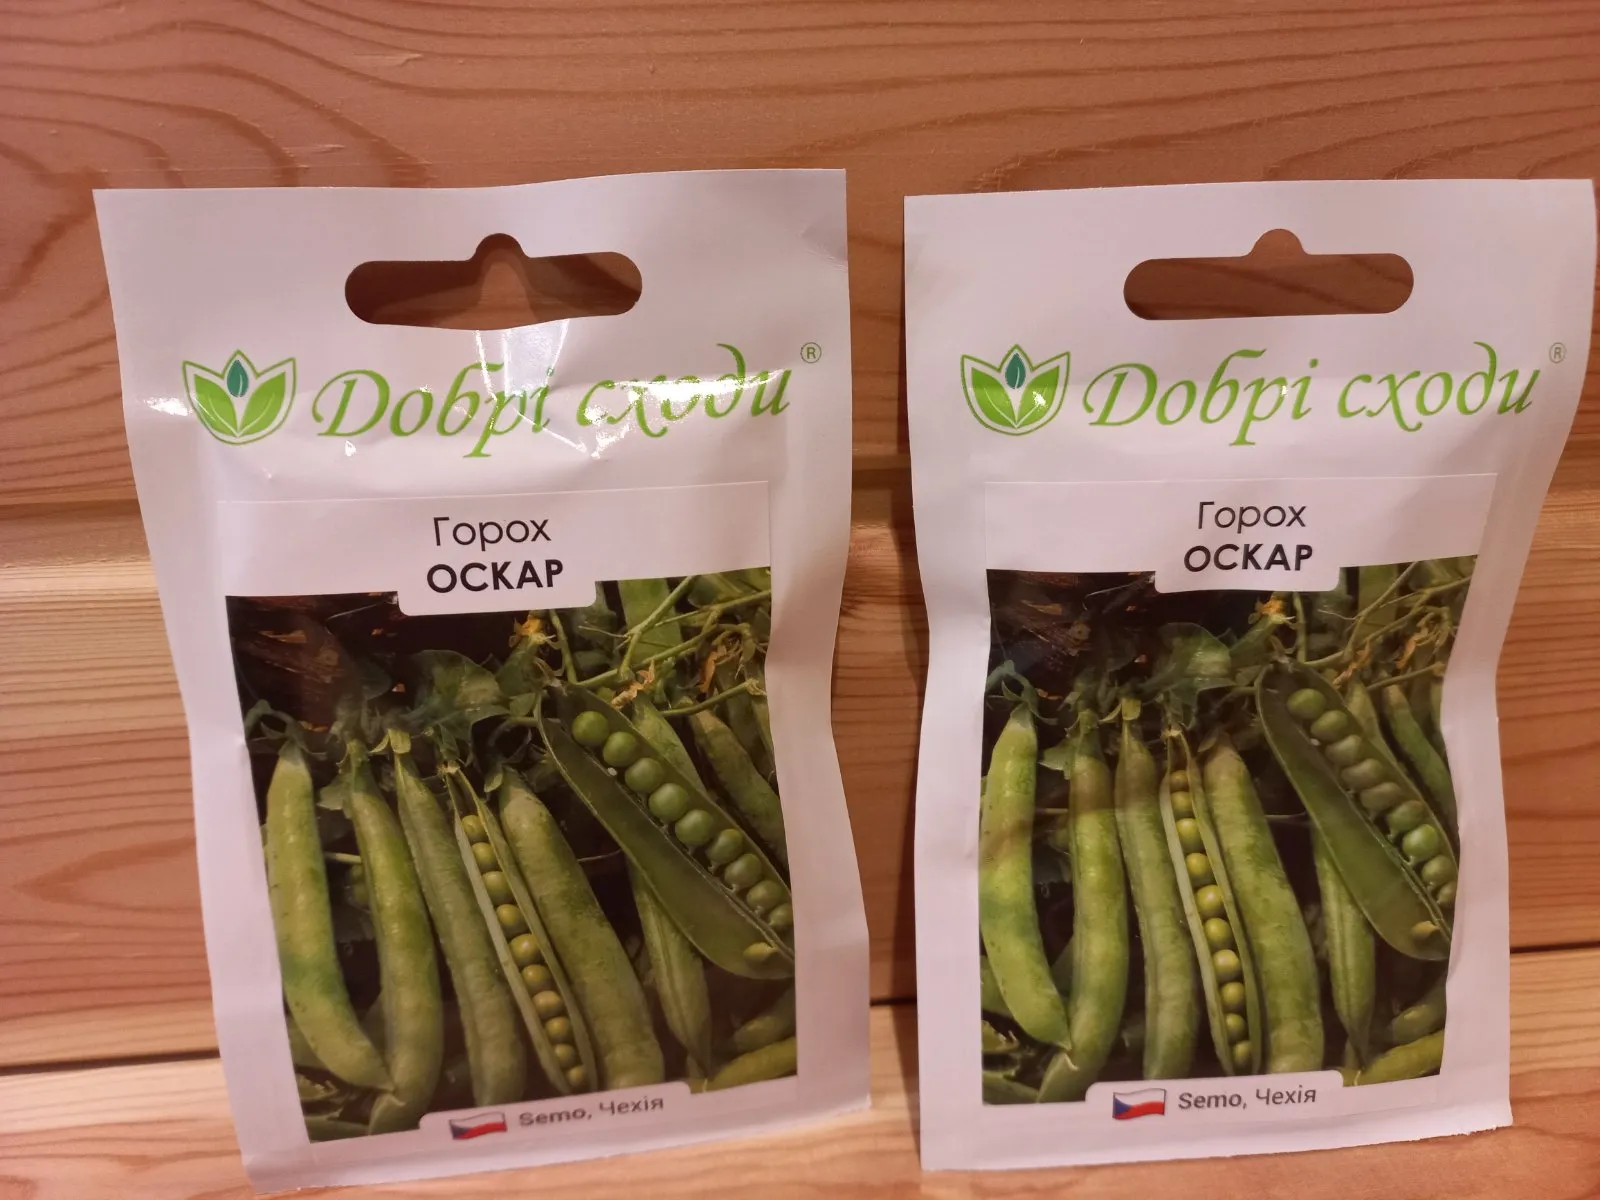 Добрі сходи ®
Горох
ОСКАР
Semo, Чехія
Добрі сходи ®
Горох
ОСКАР
Semo, Чехія